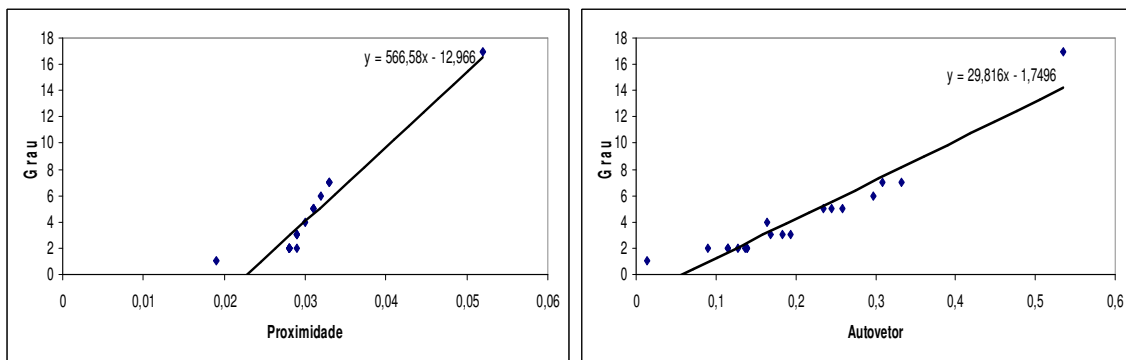 18
16
14
12
10
8
6
4
2
0
Grau
y = 566,58x - 12,966
0 0,01 0,02 0,03 0,04 0,05 0,06
Proximidade
18
16
14
12
10
8
6
4
2
0
Grau
y = 29,816x - 1,7496
0 0,1 0,2 0,3 0,4 0,5 0,6
Autovetor